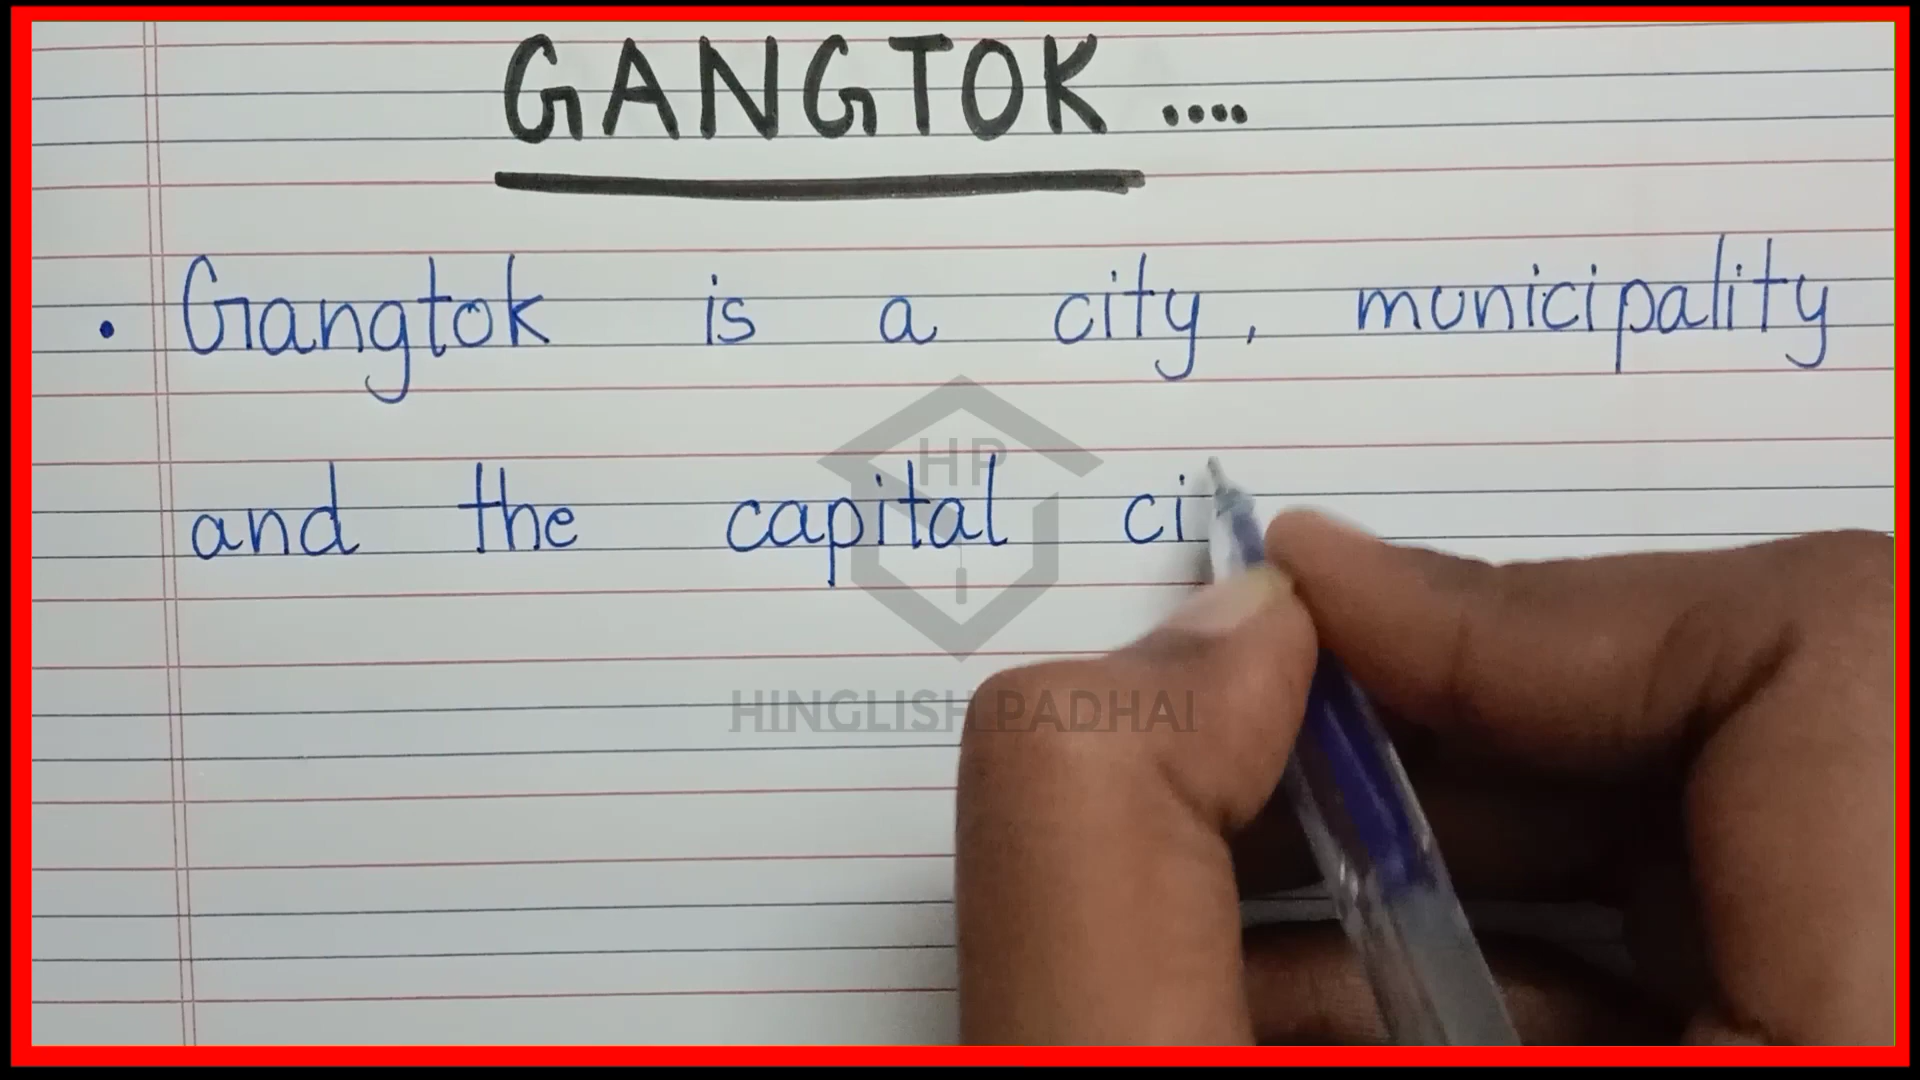 GANGTOK ....
• Gangtok is a city, municipality
and the capital ci
HP
I
HINGLISH PADHAI